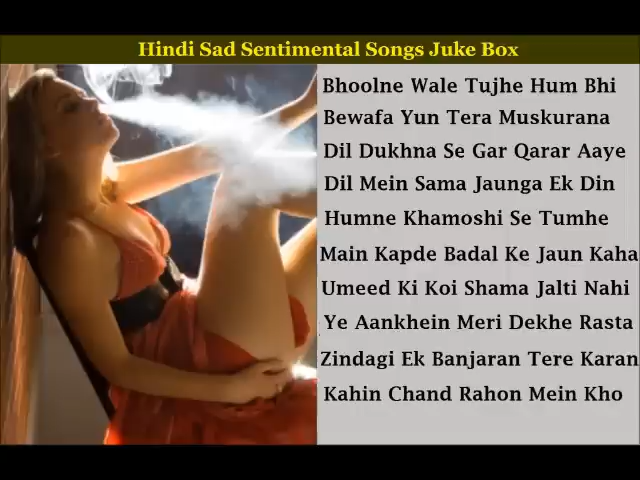 Hindi Sad Sentimental Songs Juke Box
Bhoolne Wale Tujhe Hum Bhi
Bewafa Yun Tera Muskurana
Dil Dukhna Se Gar Qarar Aaye
Dil Mein Sama Jaunga Ek Din
Humne Khamoshi Se Tumhe
Main Kapde Badal Ke Jaun Kaha
Umeed Ki Koi Shama Jalti Nahi
Ye Aankhein Meri Dekhe Rasta
Zindagi Ek Banjaran Tere Karan
Kahin Chand Rahon Mein Kho